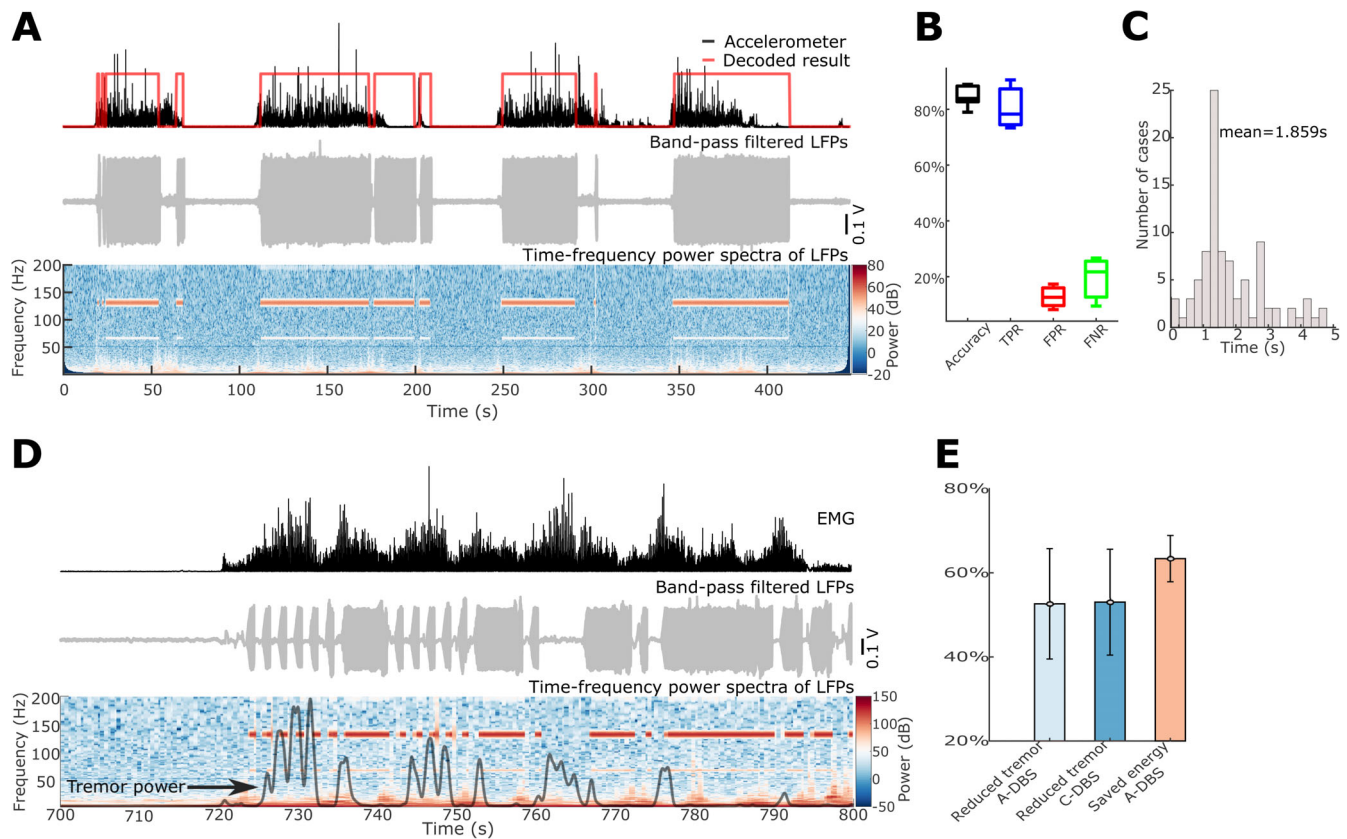 A
Accelerometer
Decoded result
Band-pass filtered LFPs
0.1 V
Time-frequency power spectra of LFPs
Frequency (Hz)
200
150
100
50
0 50 100 150 200 250 300 350 400
Time (s)
80
60
40
20
0
-20
Power (dB)
B
80%
60%
40%
20%
Accuracy
TPR
FPR
FNR
C
Number of cases
25
20
15
10
5
0
mean=1.859s
0 1 2 3 4 5
Time (s)
D
EMG
Band-pass filtered LFPs
0.1 V
Time-frequency power spectra of LFPs
Frequency (Hz)
200
150
100
50
Tremor power
700 710 720 730 740 750 760 770 780 790 800
Time (s)
150
100
50
0
-50
Power (dB)
E
80%
60%
40%
20%
Reduced tremor
A-DBS
Reduced tremor
C-DBS
Saved energy
A-DBS